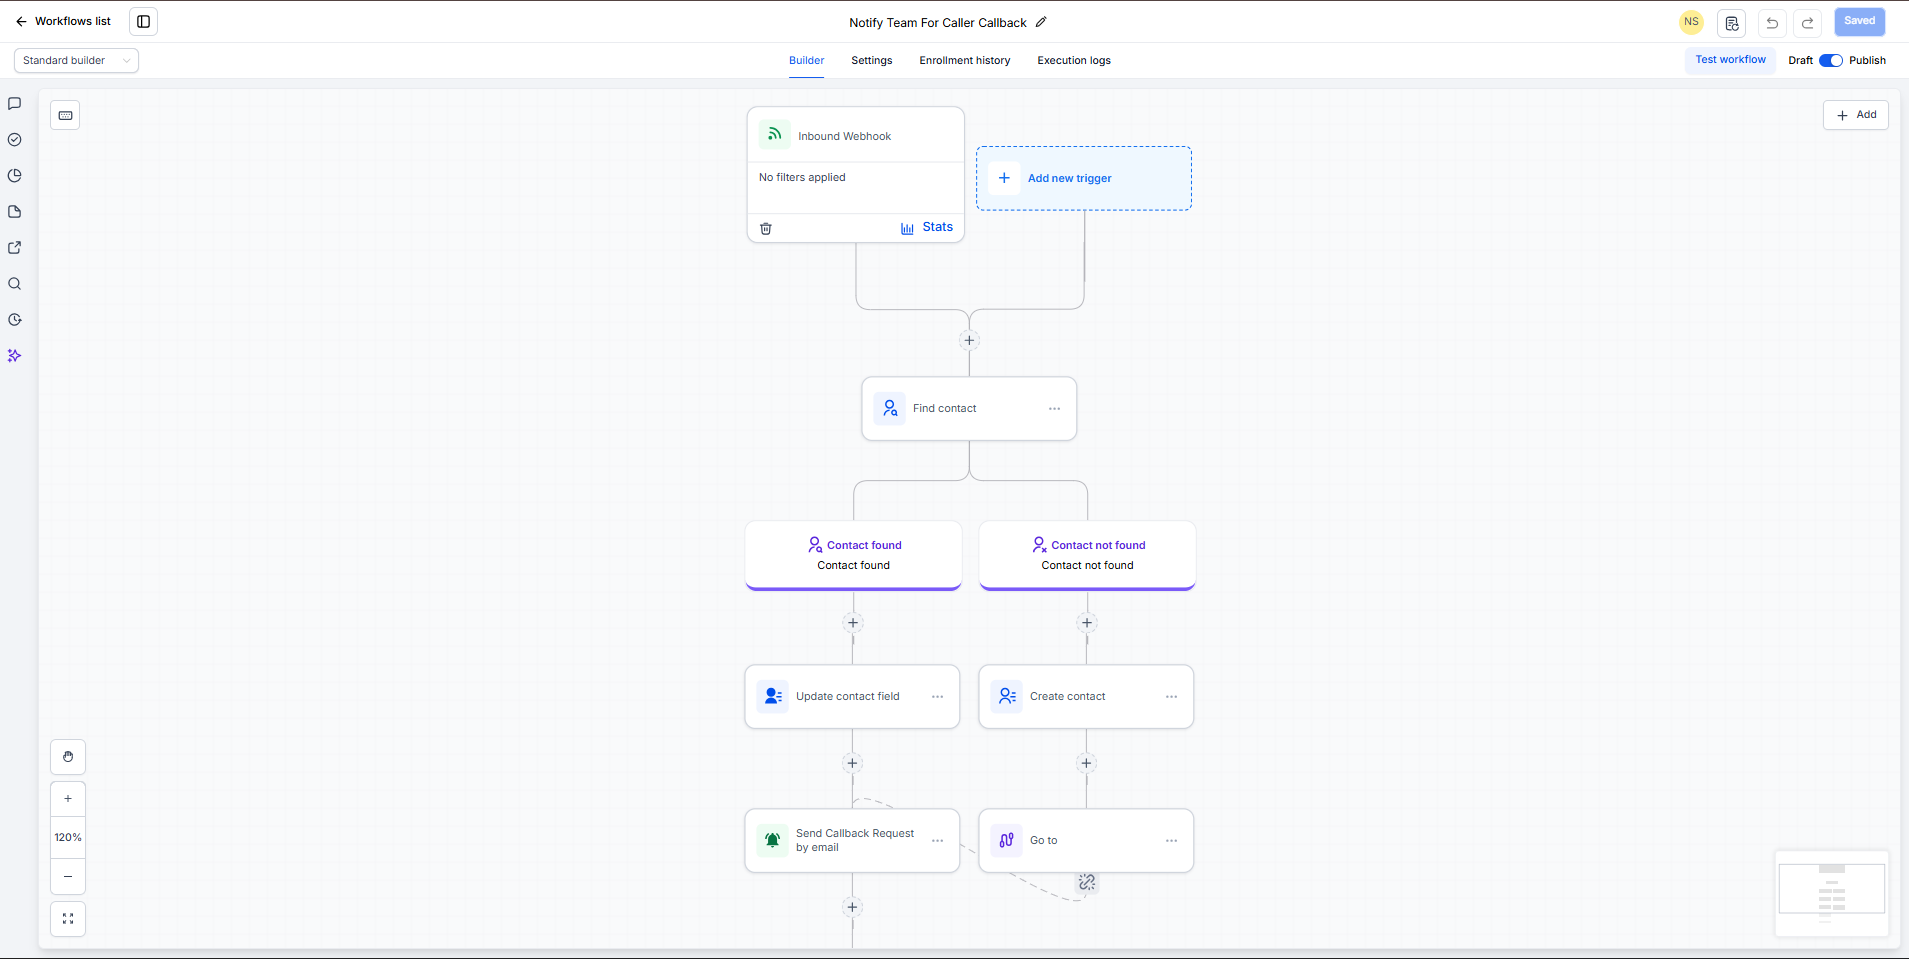 Workflows list
Notify Team For Caller Callback
NS
Saved
Standard builder
Builder
Settings
Enrollment history
Execution logs
Test workflow
Draft
Publish
Add
Inbound Webhook
No filters applied
Stats
Add new trigger
Find contact
Contact found
Contact found
Contact not found
Contact not found
Update contact field
Create contact
Send Callback Request
by email
Go to
120%